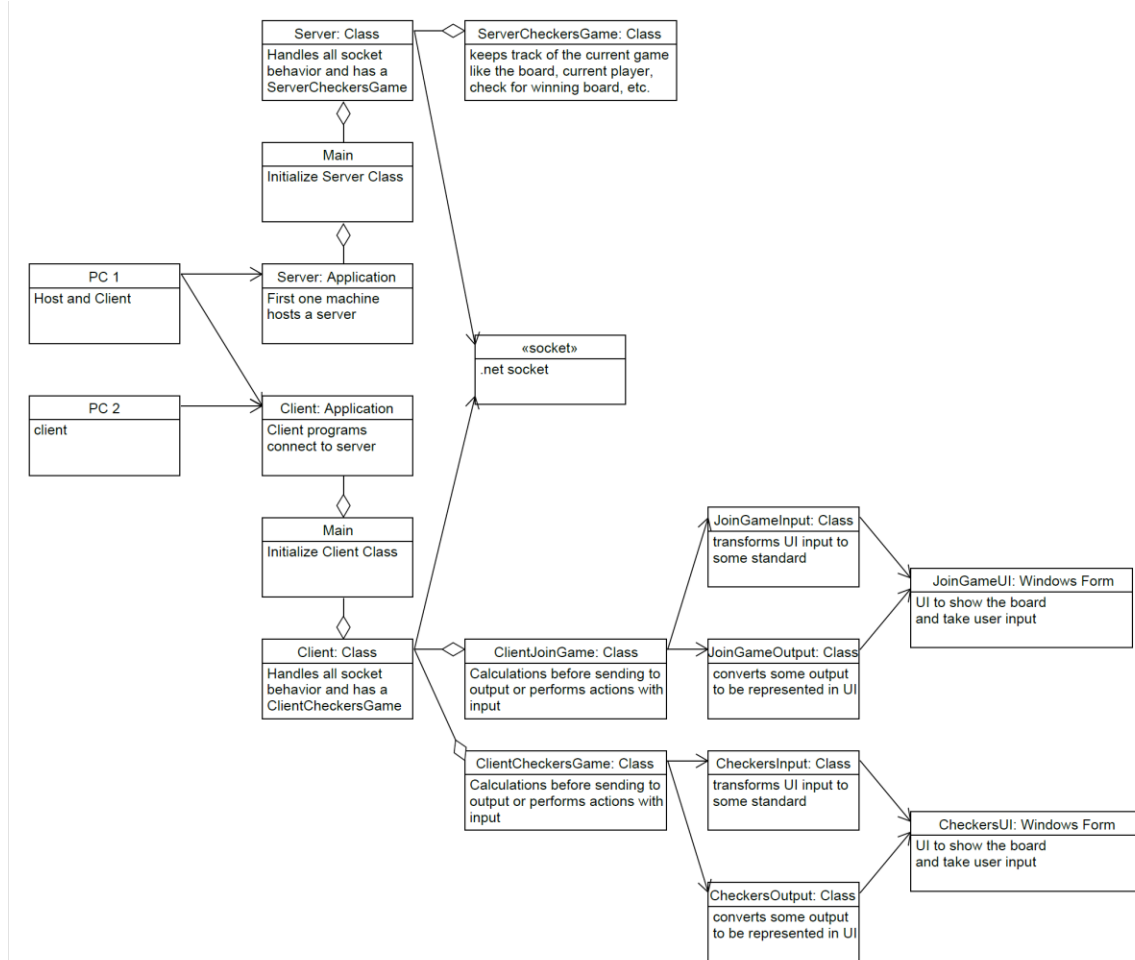 Server: Class
Handles all socket
behavior and has a
ServerCheckersGame
ServerCheckersGame: Class
keeps track of the current game
like the board, current player,
check for winning board, etc.
Main
Initialize Server Class
PC 1
Host and Client
Server: Application
First one machine
hosts a server
«socket»
.net socket
PC 2
client
Client: Application
Client programs
connect to server
Main
Initialize Client Class
JoinGameInput: Class
transforms UI input to
some standard
JoinGameUI: Windows Form
UI to show the board
and take user input
Client: Class
Handles all socket
behavior and has a
ClientCheckersGame
ClientJoinGame: Class
Calculations before sending to
output or performs actions with
input
JoinGameOutput: Class
converts some output
to be represented in UI
ClientCheckersGame: Class
Calculations before sending to
output or performs actions with
input
CheckersInput: Class
transforms UI input to
some standard
CheckersUI: Windows Form
UI to show the board
and take user input
CheckersOutput: Class
converts some output
to be represented in UI